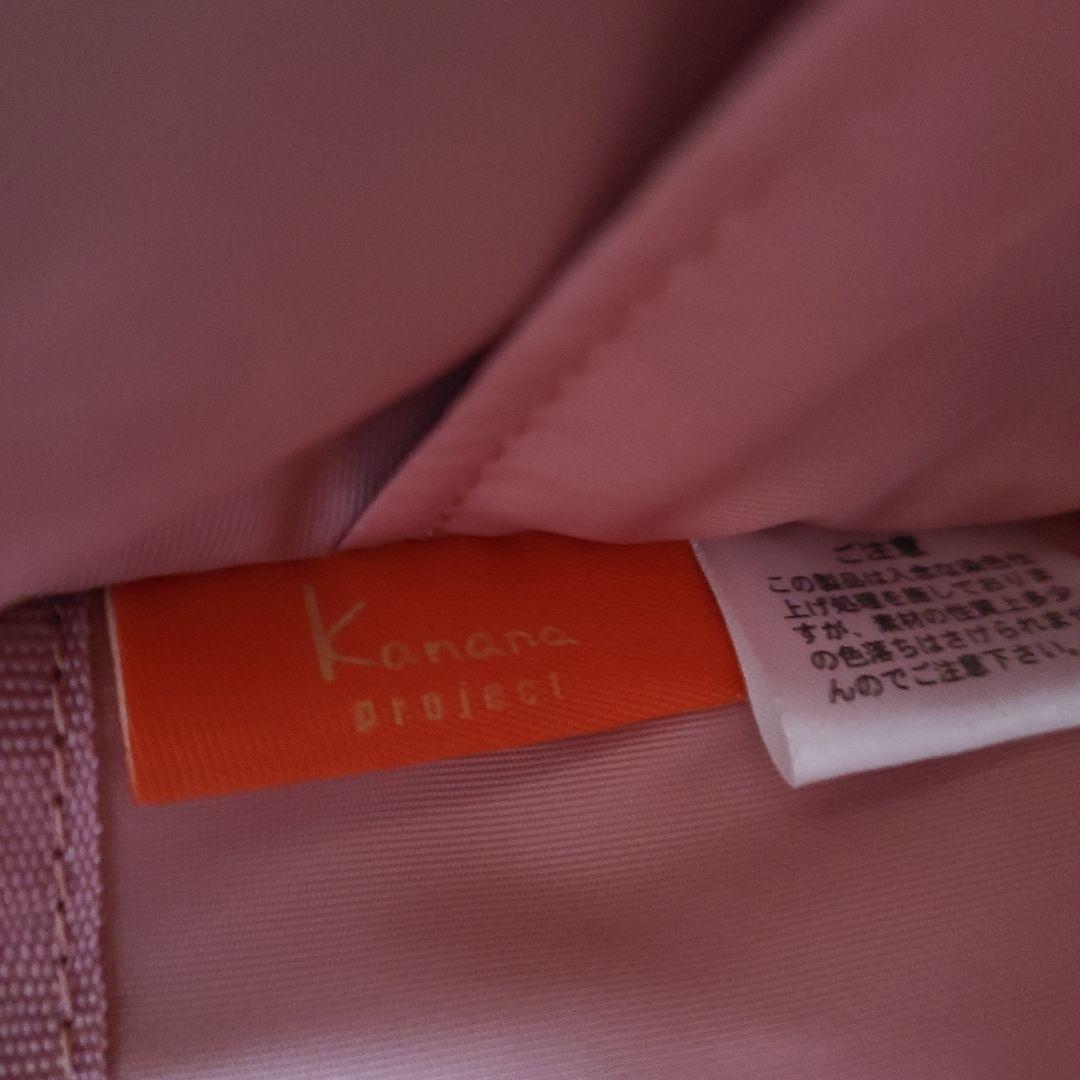 Kanana
project
ご注意
この製品は入念な染色仕
上げ処理を施しておりま
すが、素材の性質上多少
の色落ちはさけられませ
んのでご注意下さい。